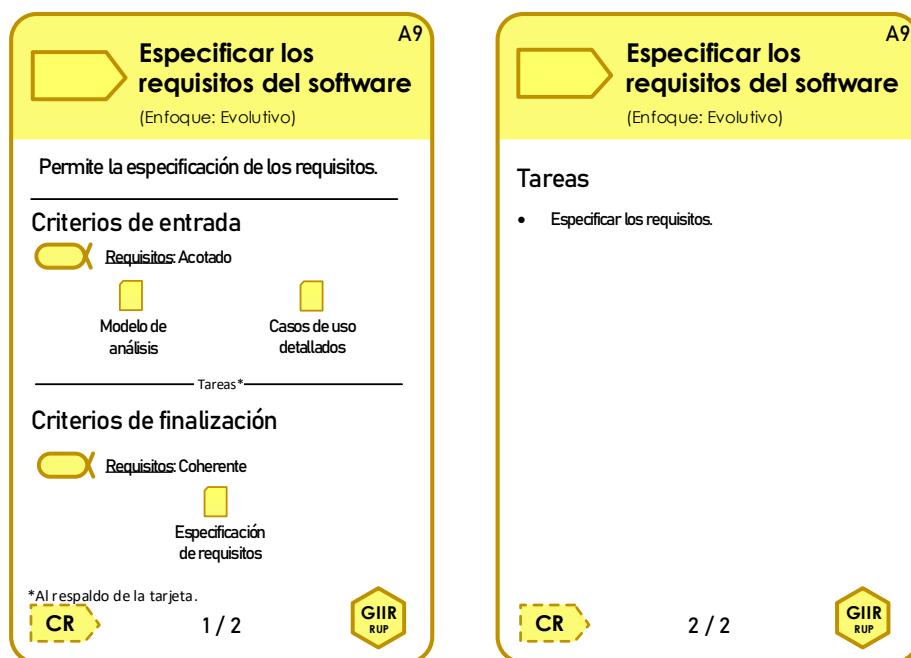 A9
Especificar los
requisitos del software
(Enfoque: Evolutivo)
Permite la especificación de los requisitos.
Criterios de entrada
Requisitos: Acotado
Modelo de
análisis
Casos de uso
detallados
Tareas*
Criterios de finalización
Requisitos: Coherente
Especificación
de requisitos
*Al respaldo de la tarjeta.
CR
1 / 2
GIIR
RUP
A9
Especificar los
requisitos del software
(Enfoque: Evolutivo)
Tareas
• Especificar los requisitos.
CR
2 / 2
GIIR
RUP